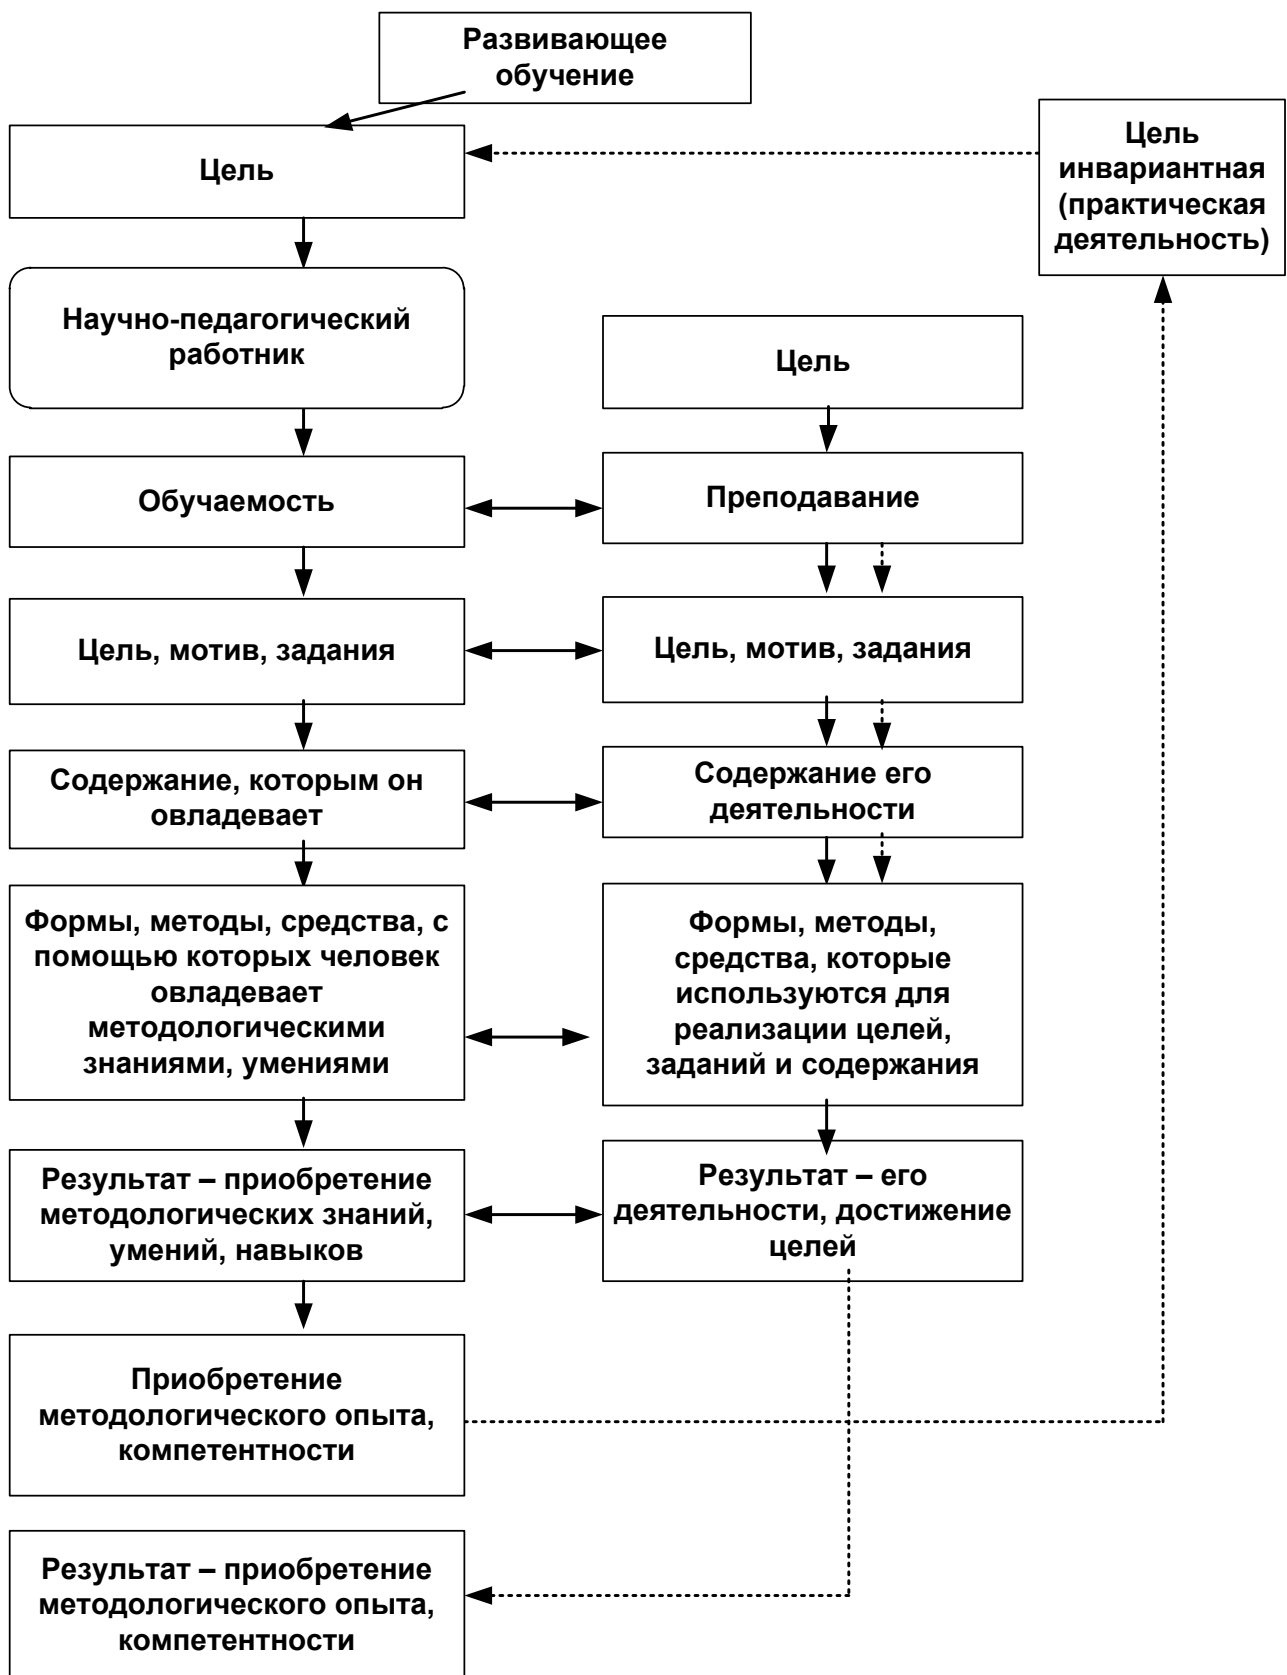 Развивающее
обучение
Цель
Цель
инвариантная
(практическая
деятельность)
Научно-педагогический
работник
Цель
Обучаемость
Преподавание
Цель, мотив, задания
Цель, мотив, задания
Содержание, которым он
овладевает
Содержание его
деятельности
Формы, методы, средства, с
помощью которых человек
овладевает
методологическими
знаниями, умениями
Формы, методы,
средства, которые
используются для
реализации целей,
заданий и содержания
Результат – приобретение
методологических знаний,
умений, навыков
Результат – его
деятельности, достижение
целей
Приобретение
методологического опыта,
компетентности
Результат – приобретение
методологического опыта,
компетентности